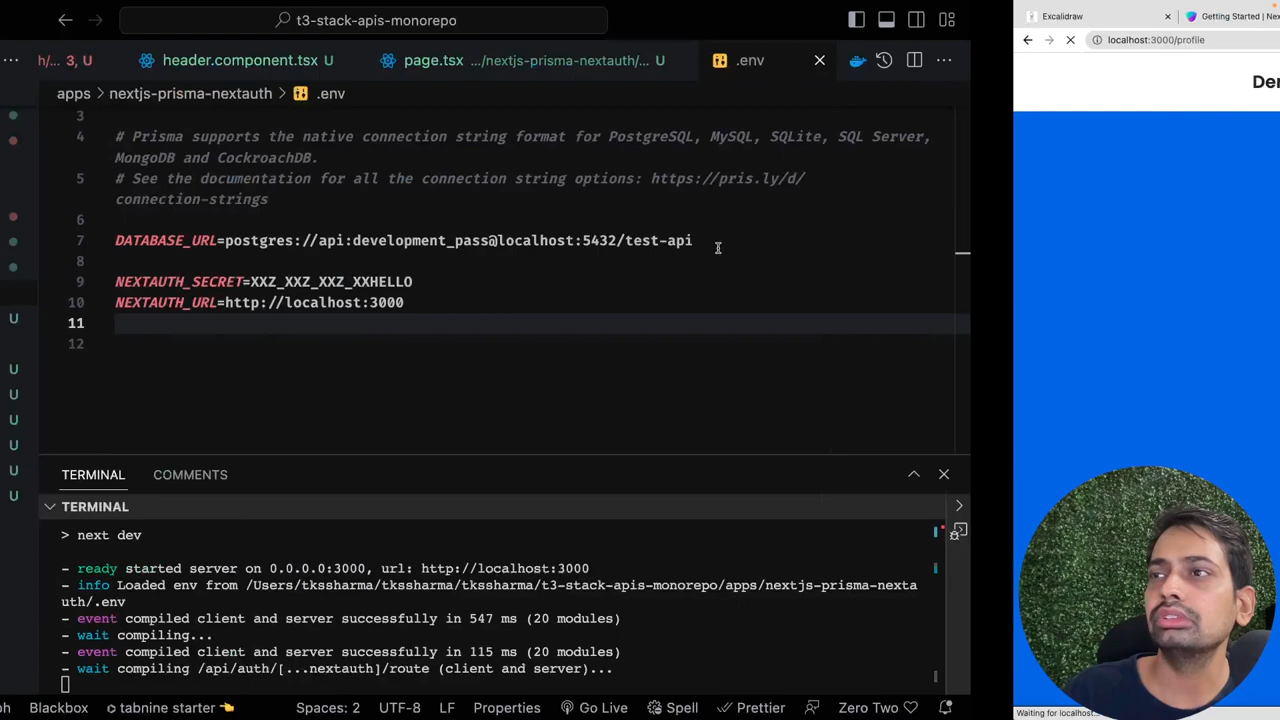 t3-stack-apis-monorepo
h/... 3, U
header.component.tsx U
page.tsx .../nextjs-prisma-nextauth/... U
.env
apps > nextjs-prisma-nextauth > .env
3
4 # Prisma supports the native connection string format for PostgreSQL, MySQL, SQLite, SQL Server,
MongoDB and CockroachDB.
5 # See the documentation for all the connection string options: https://pris.ly/d/
connection-strings
6
7 DATABASE_URL=postgres://api:development_pass@localhost:5432/test-api
8
9 NEXTAUTH_SECRET=XXZ_XXZ_XXZ_XXHELLO
10 NEXTAUTH_URL=http://localhost:3000
11
12
U
U
U
U
U
U
U
TERMINAL COMMENTS
TERMINAL
> next dev
- ready started server on 0.0.0.0:3000, url: http://localhost:3000
- info Loaded env from /Users/tkssharma/tkssharma/t3-stack-apis-monorepo/apps/nextjs-prisma-nexta
uth/.env
- event compiled client and server successfully in 547 ms (20 modules)
- wait compiling...
- event compiled client and server successfully in 115 ms (20 modules)
- wait compiling /api/auth/[...nextauth]/route (client and server)...
ph Blackbox tabnine starter Spaces: 2 UTF-8 LF Properties Go Live Spell Prettier Zero Two
Excalidraw
Getting Started | Nex
localhost:3000/profile
Der
Waiting for localhost...